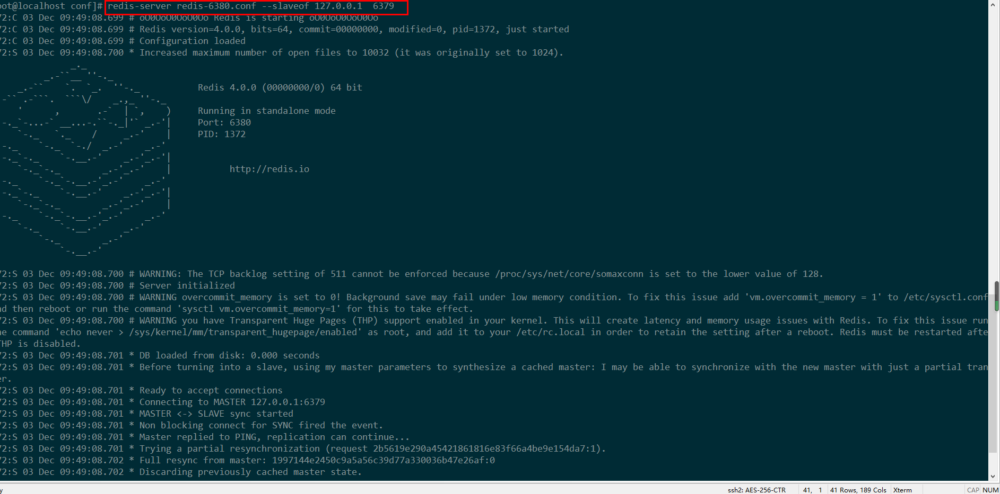 oot@localhost conf]# redis-server redis-6380.conf --slaveof 127.0.0.1  6379
72:C 03 Dec 09:49:08.699 # oO0OoO0OoO0Oo Redis is starting oO0OoO0OoO0Oo
72:C 03 Dec 09:49:08.699 # Redis version=4.0.0, bits=64, commit=00000000, modified=0, pid=1372, just started
72:C 03 Dec 09:49:08.699 # Configuration loaded
72:S 03 Dec 09:49:08.700 * Increased maximum number of open files to 10032 (it was originally set to 1024).
Redis 4.0.0 (00000000/0) 64 bit
Running in standalone mode
Port: 6380
PID: 1372
http://redis.io
72:S 03 Dec 09:49:08.700 # WARNING: The TCP backlog setting of 511 cannot be enforced because /proc/sys/net/core/somaxconn is set to the lower value of 128.
72:S 03 Dec 09:49:08.700 # Server initialized
72:S 03 Dec 09:49:08.700 # WARNING overcommit_memory is set to 0! Background save may fail under low memory condition. To fix this issue add 'vm.overcommit_memory = 1' to /etc/sysctl.conf
nd then reboot or run the command 'sysctl vm.overcommit_memory=1' for this to take effect.
72:S 03 Dec 09:49:08.700 # WARNING you have Transparent Huge Pages (THP) support enabled in your kernel. This will create latency and memory usage issues with Redis. To fix this issue run
he command 'echo never > /sys/kernel/mm/transparent_hugepage/enabled' as root, and add it to your /etc/rc.local in order to retain the setting after a reboot. Redis must be restarted afte
THP is disabled.
72:S 03 Dec 09:49:08.701 * DB loaded from disk: 0.000 seconds
72:S 03 Dec 09:49:08.701 * Before turning into a slave, using my master parameters to synthesize a cached master: I may be able to synchronize with the new master with just a partial tran
er.
72:S 03 Dec 09:49:08.701 * Ready to accept connections
72:S 03 Dec 09:49:08.701 * Connecting to MASTER 127.0.0.1:6379
72:S 03 Dec 09:49:08.701 * MASTER <-> SLAVE sync started
72:S 03 Dec 09:49:08.701 * Non blocking connect for SYNC fired the event.
72:S 03 Dec 09:49:08.701 * Master replied to PING, replication can continue...
72:S 03 Dec 09:49:08.701 * Trying a partial resynchronization (request 2b5619e290a45421861816e83f66a4be9e154da7:1).
72:S 03 Dec 09:49:08.702 * Full resync from master: 1997144e2450c9a5a56c39d77a330036b47e26af:0
72:S 03 Dec 09:49:08.702 * Discarding previously cached master state.
y ssh2: AES-256-CTR 41, 1 41 Rows, 189 Cols Xterm CAP NUM